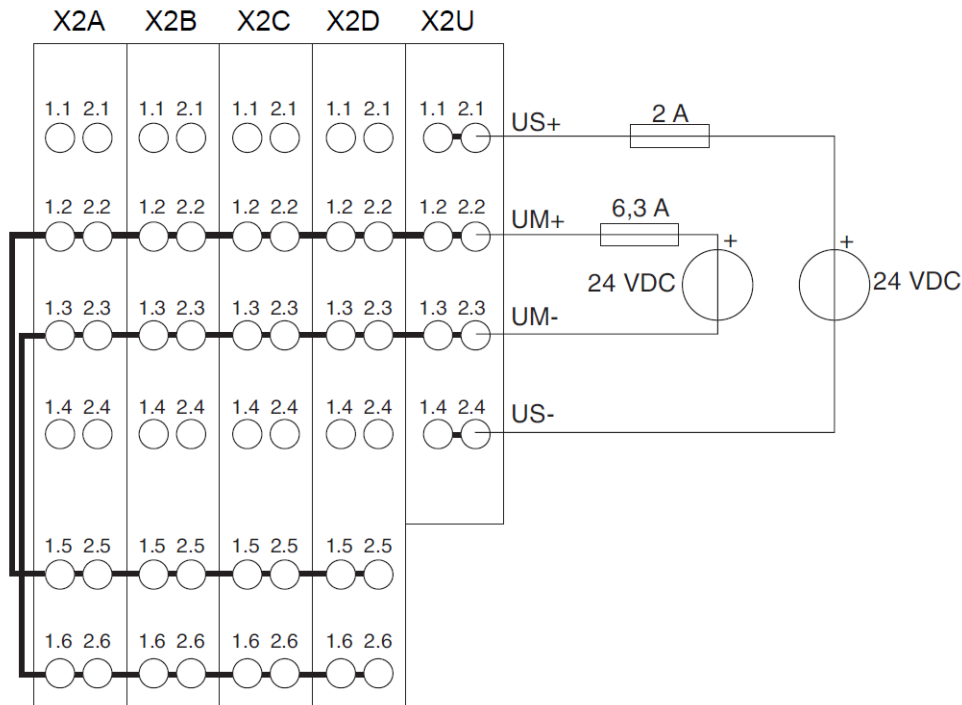 X2A X2B X2C X2D X2U
1.1 2.1 1.1 2.1 1.1 2.1 1.1 2.1 1.1 2.1 US+ 2 A
1.2 2.2 1.2 2.2 1.2 2.2 1.2 2.2 1.2 2.2 UM+ 6,3 A
+ +
24 VDC 24 VDC
1.3 2.3 1.3 2.3 1.3 2.3 1.3 2.3 1.3 2.3 UM-
1.4 2.4 1.4 2.4 1.4 2.4 1.4 2.4 1.4 2.4 US-
1.5 2.5 1.5 2.5 1.5 2.5 1.5 2.5
1.6 2.6 1.6 2.6 1.6 2.6 1.6 2.6